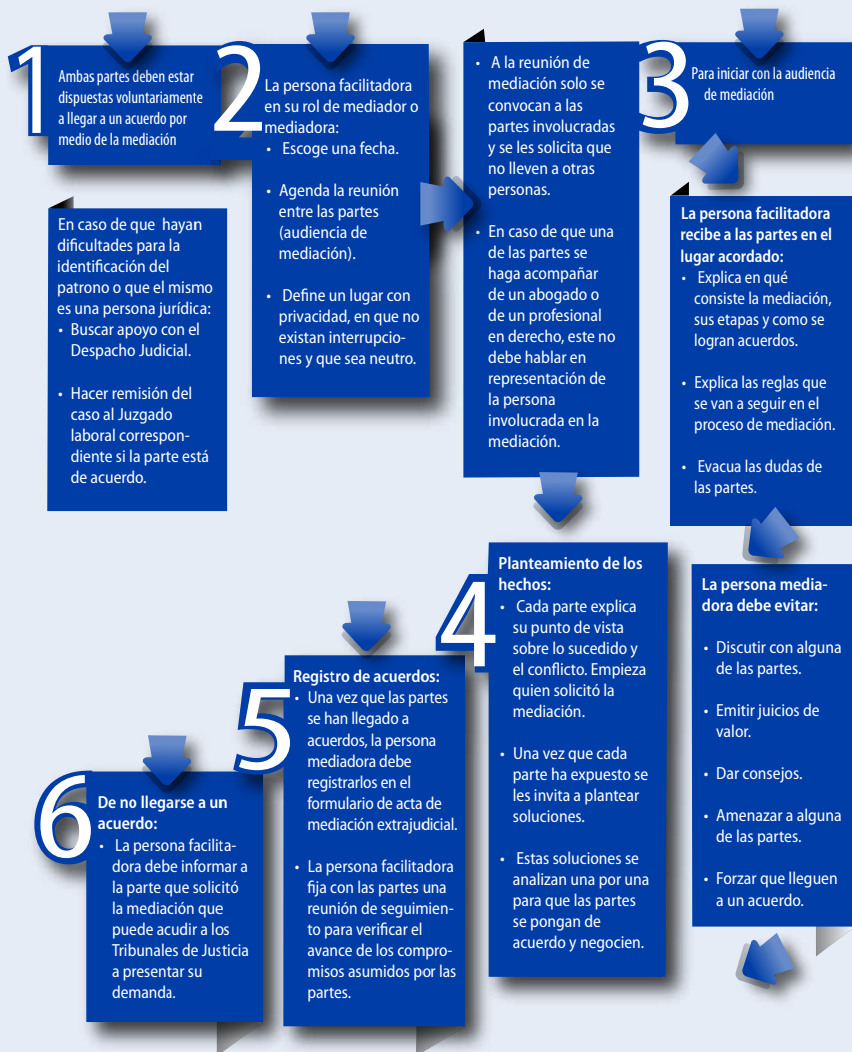 1
Ambas partes deben estar
dispuestas voluntariamente
a llegar a un acuerdo por
medio de la mediación
En caso de que hayan
dificultades para la
identificación del
patrono o que el mismo
es una persona jurídica:
• Buscar apoyo con el
Despacho Judicial.
• Hacer remisión del
caso al Juzgado
laboral correspon-
diente si la parte está
de acuerdo.
2
La persona facilitadora
en su rol de mediador o
mediadora:
• Escoge una fecha.
• Agenda la reunión
entre las partes
(audiencia de
mediación).
• Define un lugar con
privacidad, en que no
existan interrupcio-
nes y que sea neutro.
• A la reunión de
mediación solo se
convocan a las
partes involucradas
y se les solicita que
no lleven a otras
personas.
• En caso de que una
de las partes se
haga acompañar
de un abogado o
de un profesional
en derecho, este no
debe hablar en
representación de
la persona
involucrada en la
mediación.
3
Para iniciar con la audiencia
de mediación
La persona facilitadora
recibe a las partes en el
lugar acordado:
• Explica en qué
consiste la mediación,
sus etapas y como se
logran acuerdos.
• Explica las reglas que
se van a seguir en el
proceso de mediación.
• Evacua las dudas de
las partes.
La persona media-
dora debe evitar:
• Discutir con alguna
de las partes.
• Emitir juicios de
valor.
• Dar consejos.
• Amenazar a alguna
de las partes.
• Forzar que lleguen
a un acuerdo.
4
Planteamiento de los
hechos:
• Cada parte explica
su punto de vista
sobre lo sucedido y
el conflicto. Empieza
quien solicitó la
mediación.
• Una vez que cada
parte ha expuesto se
les invita a plantear
soluciones.
• Estas soluciones se
analizan una por una
para que las partes
se pongan de
acuerdo y negocien.
5
Registro de acuerdos:
• Una vez que las partes
se han llegado a
acuerdos, la persona
mediadora debe
registrarlos en el
formulario de acta de
mediación extrajudicial.
• La persona facilitadora
fija con las partes una
reunión de seguimien-
to para verificar el
avance de los compro-
misos asumidos por las
partes.
6
De no llegarse a un
acuerdo:
• La persona facilita-
dora debe informar a
la parte que solicitó
la mediación que
puede acudir a los
Tribunales de Justicia
a presentar su
demanda.